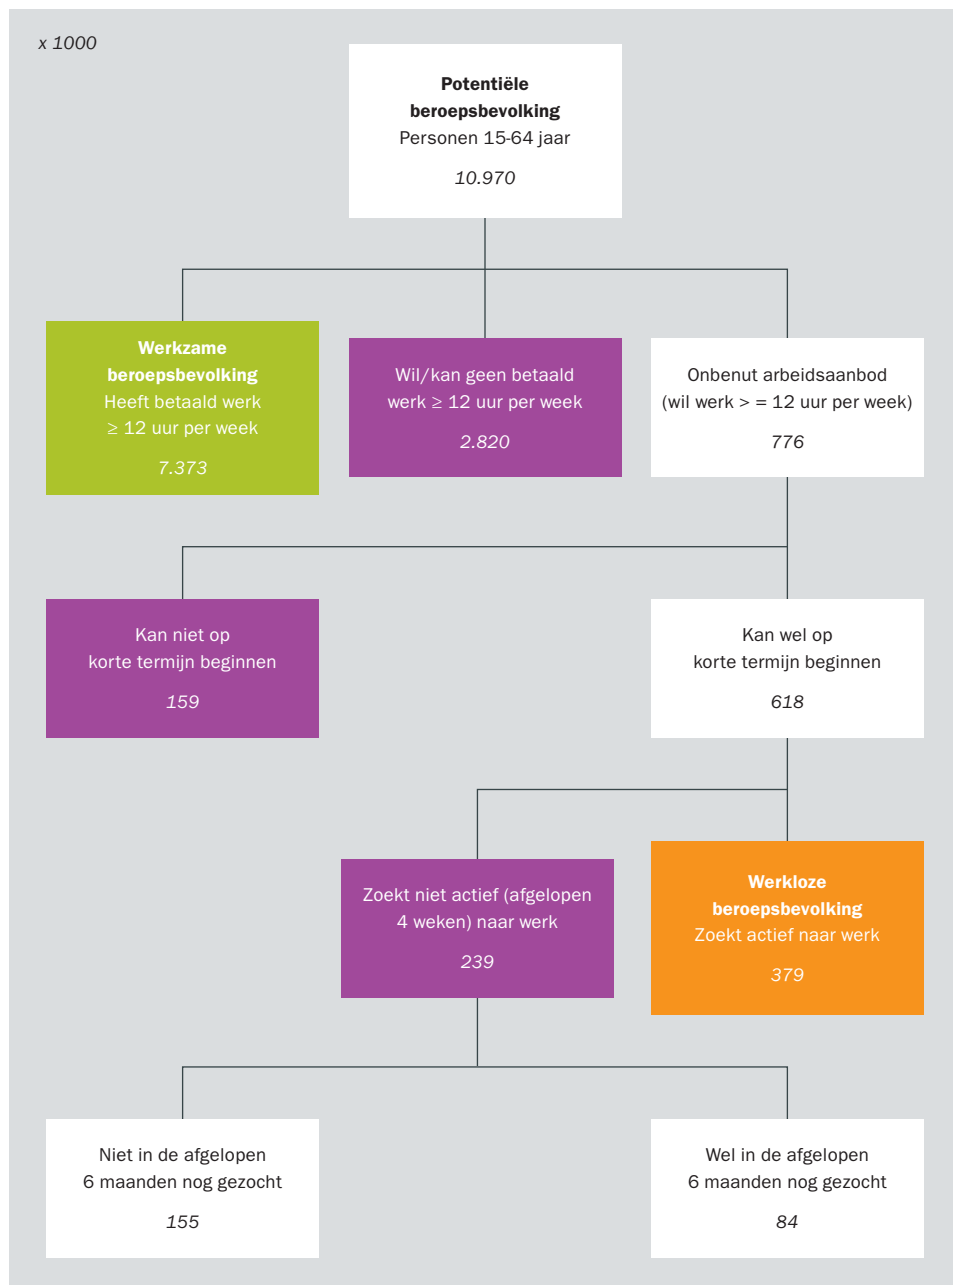 x 1000
Potentiële
beroepsbevolking
Personen 15-64 jaar
10.970
Werkzame
beroepsbevolking
Heeft betaald werk
≥ 12 uur per week
7.373
Wil/kan geen betaald
werk ≥ 12 uur per week
2.820
Onbenut arbeidsaanbod
(wil werk > = 12 uur per week)
776
Kan niet op
korte termijn beginnen
159
Kan wel op
korte termijn beginnen
618
Zoekt niet actief (afgelopen
4 weken) naar werk
239
Werkloze
beroepsbevolking
Zoekt actief naar werk
379
Niet in de afgelopen
6 maanden nog gezocht
155
Wel in de afgelopen
6 maanden nog gezocht
84